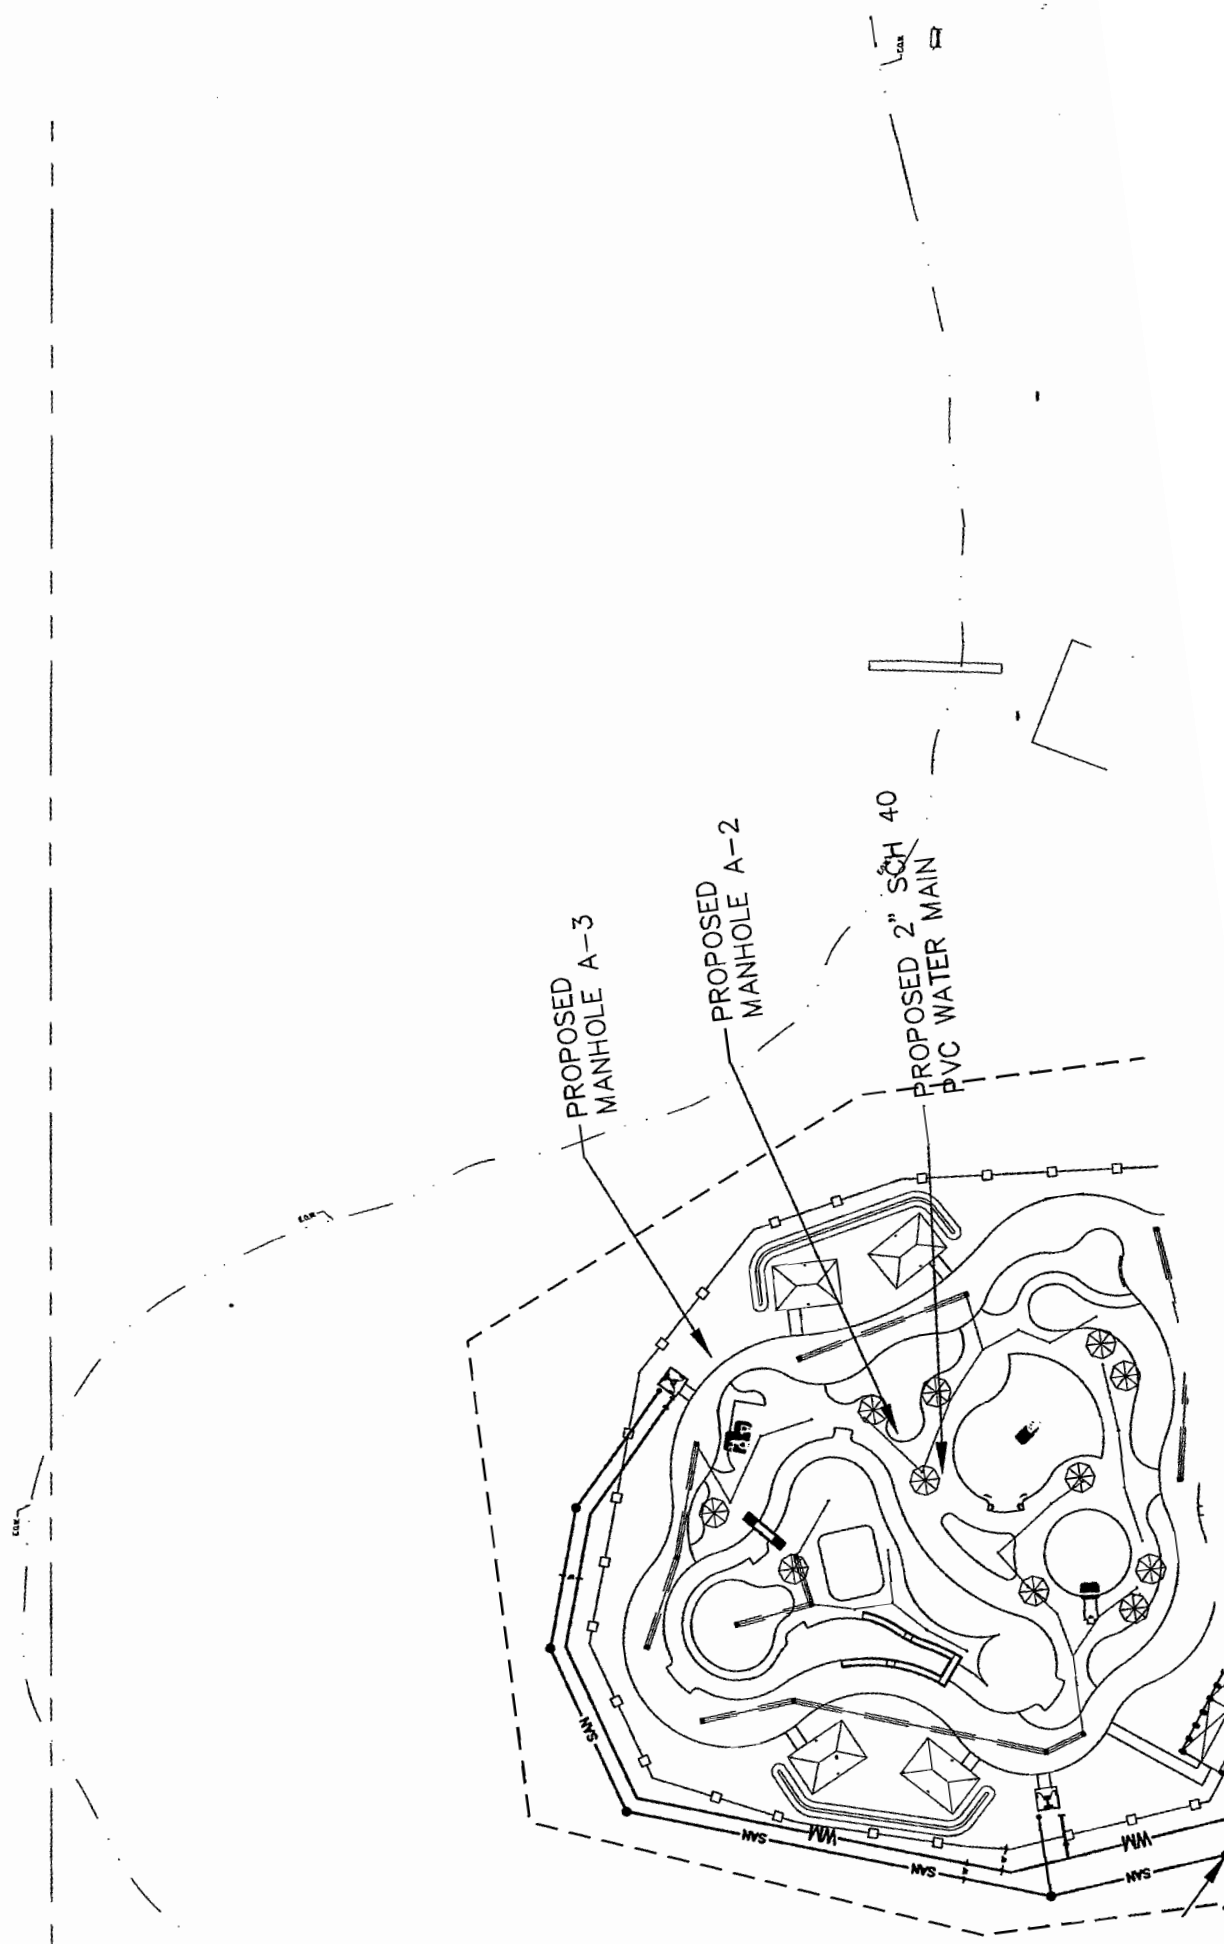 PROPOSED
MANHOLE A-3
PROPOSED
MANHOLE A-2
PROPOSED 2" SCH 40
PVC WATER MAIN
SAN
SAN
WM
SAN
WM
SAN